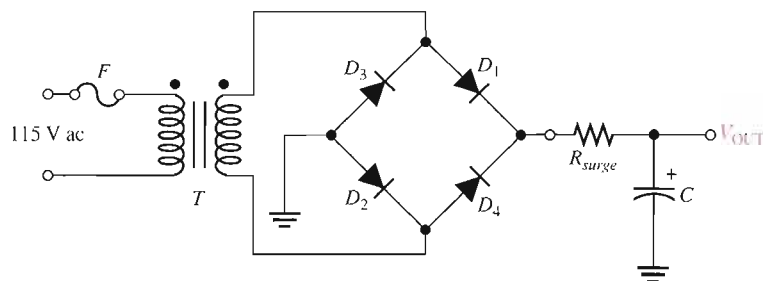 F
D3
D1
115 V ac
VOUT
Rsurge
+
C
T
D2
D4